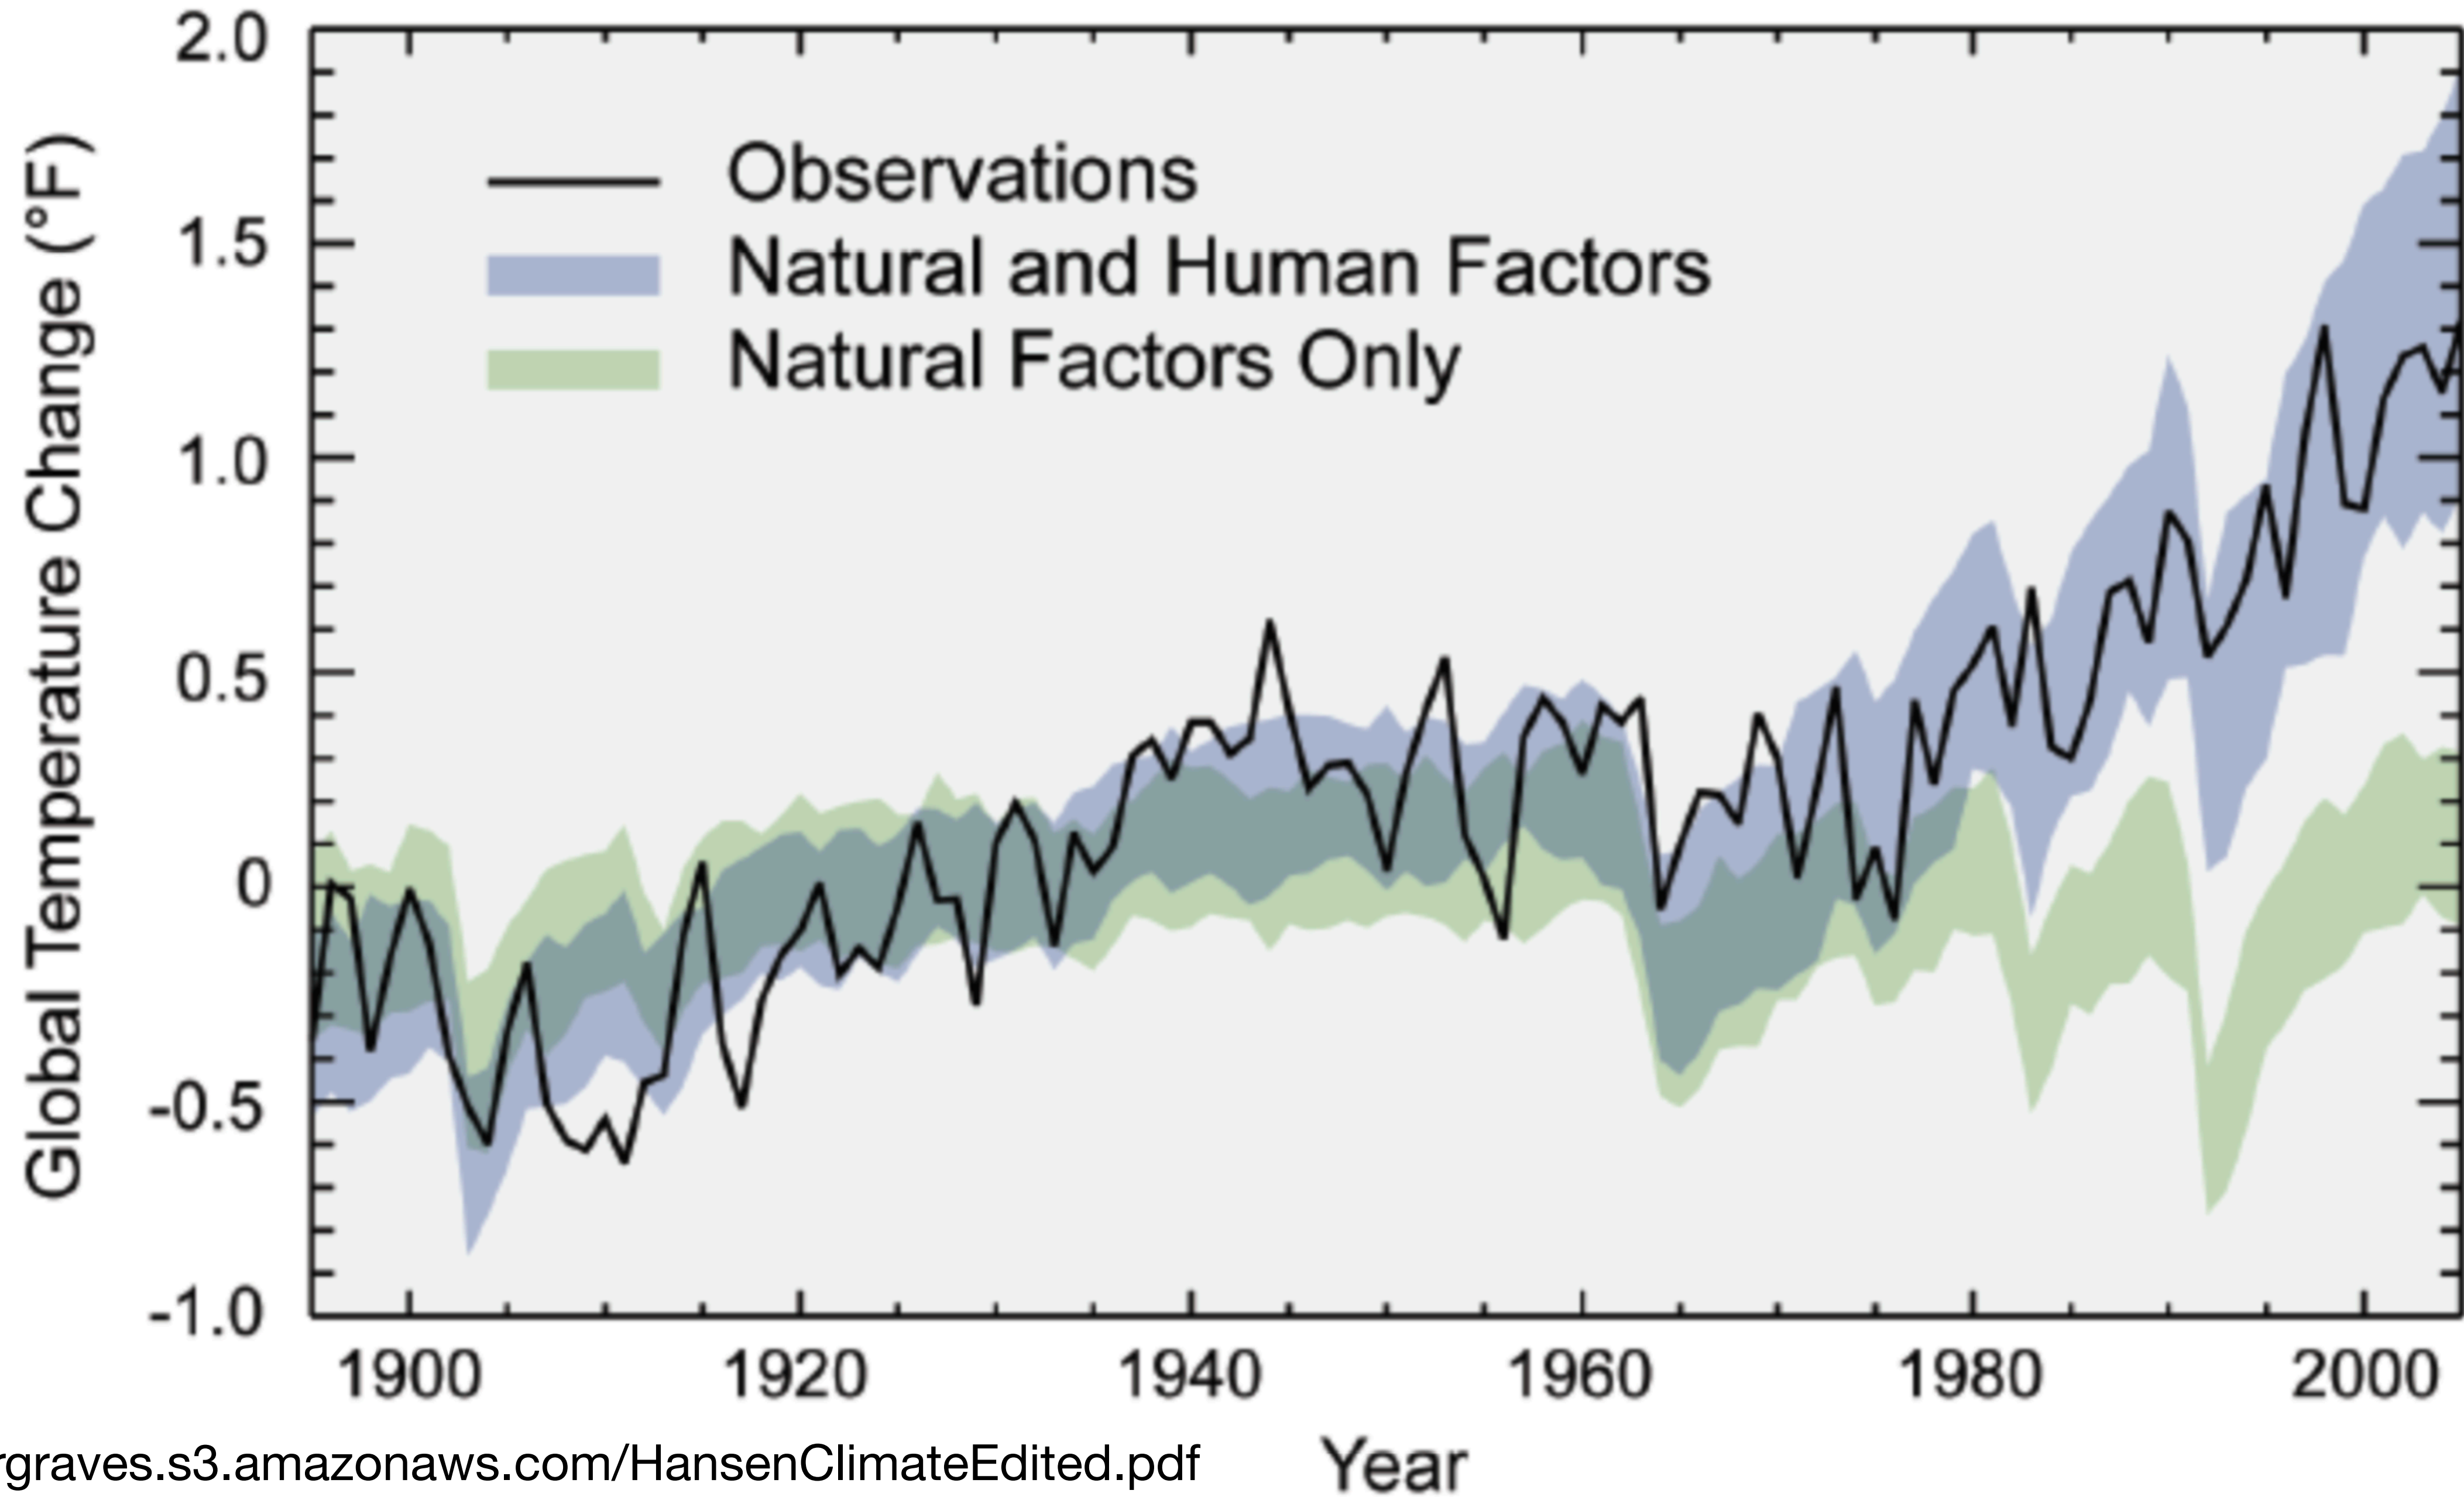 Global Temperature Change (°F)
2.0
1.5
1.0
0.5
0
-0.5
-1.0
Observations
Natural and Human Factors
Natural Factors Only
1900 1920 1940 1960 1980 2000
Year
rgraves.s3.amazonaws.com/HansenClimateEdited.pdf